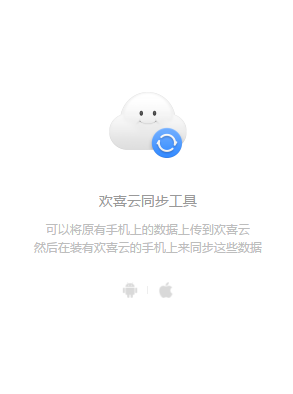 欢喜云同步工具
可以将原有手机上的数据上传到欢喜云
然后在装有欢喜云的手机上来同步这些数据